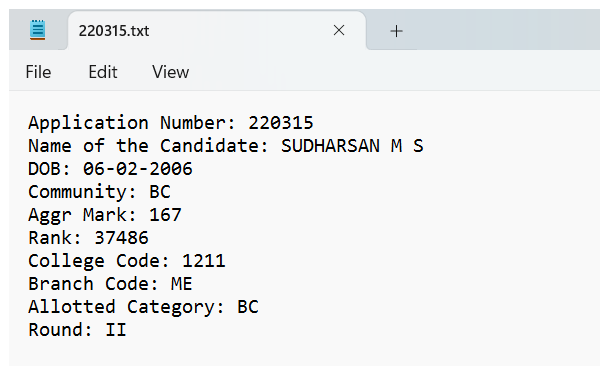 220315.txt
File Edit View
Application Number: 220315
Name of the Candidate: SUDHARSAN M S
DOB: 06-02-2006
Community: BC
Aggr Mark: 167
Rank: 37486
College Code: 1211
Branch Code: ME
Allotted Category: BC
Round: II